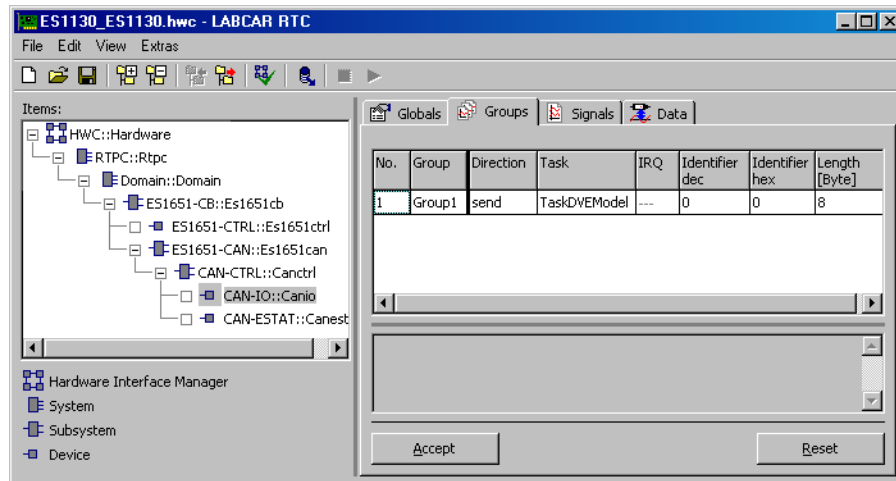 ES1130_ES1130.hwc - LABCAR RTC
File Edit View Extras
Items:
HWC::Hardware
RTPC::Rtpc
Domain::Domain
ES1651-CB::Es1651cb
ES1651-CTRL::Es1651ctrl
ES1651-CAN::Es1651can
CAN-CTRL::Canctrl
CAN-IO::Canio
CAN-ESTAT::Canest
Hardware Interface Manager
System
Subsystem
Device
Globals Groups Signals Data
No. Group Direction Task IRQ Identifier dec Identifier hex Length [Byte]
1 Group1 send TaskDVEModel --- 0 0 8
Accept Reset